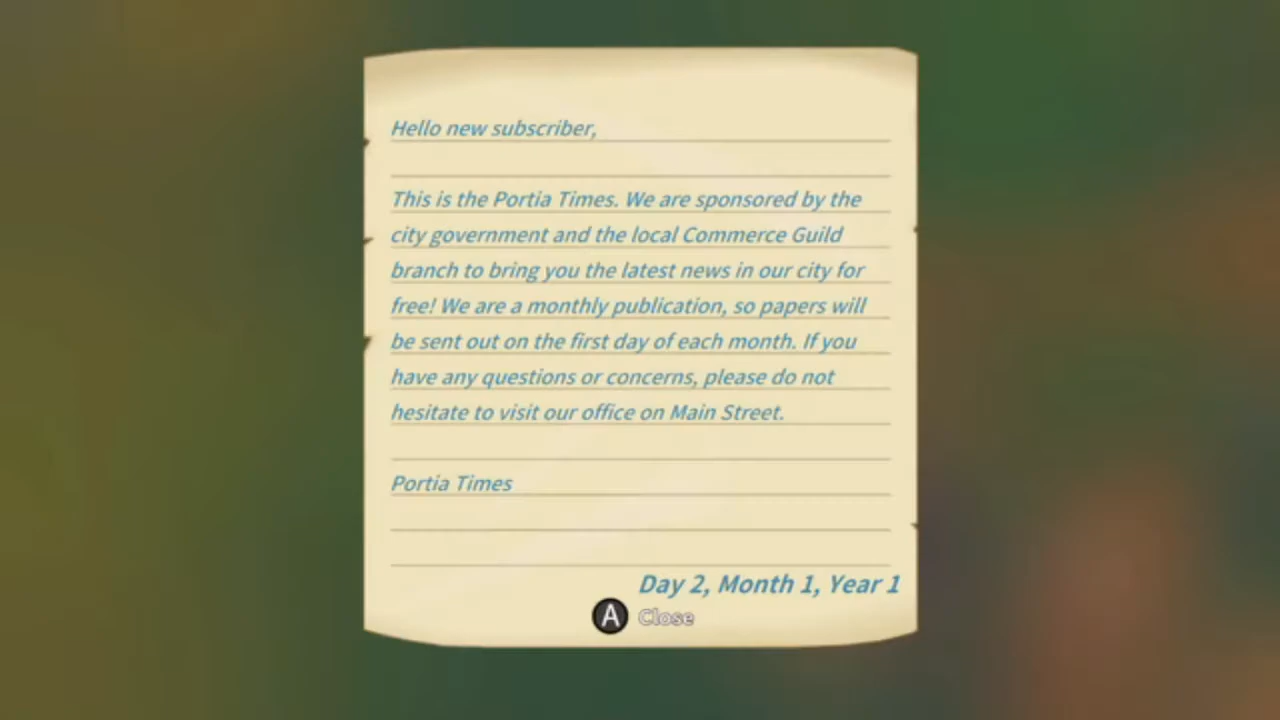 Hello new subscriber,
This is the Portia Times. We are sponsored by the
city government and the local Commerce Guild
branch to bring you the latest news in our city for
free! We are a monthly publication, so papers will
be sent out on the first day of each month. If you
have any questions or concerns, please do not
hesitate to visit our office on Main Street.
Portia Times
Day 2, Month 1, Year 1
A Close